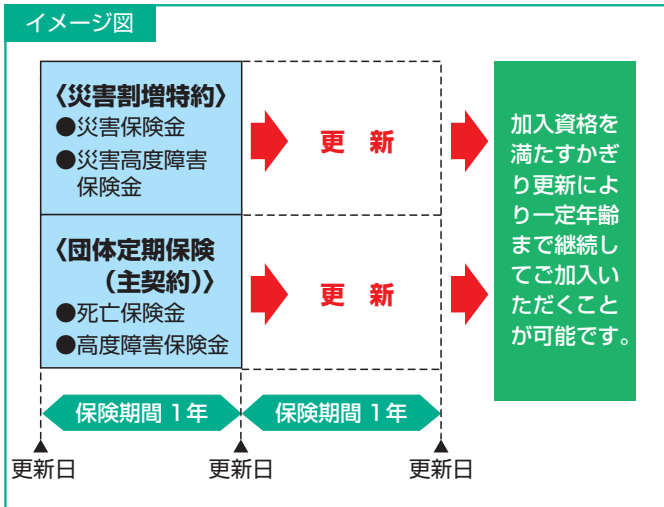 イメージ図
〈災害割増特約〉
●災害保険金
●災害高度障害
保険金
更 新
〈団体定期保険
(主契約)〉
●死亡保険金
●高度障害保険金
更 新
加入資格を
満たすかぎ
り更新によ
り一定年齢
まで継続し
てご加入い
ただくこと
が可能です。
保険期間 1年
保険期間 1年
更新日
更新日
更新日